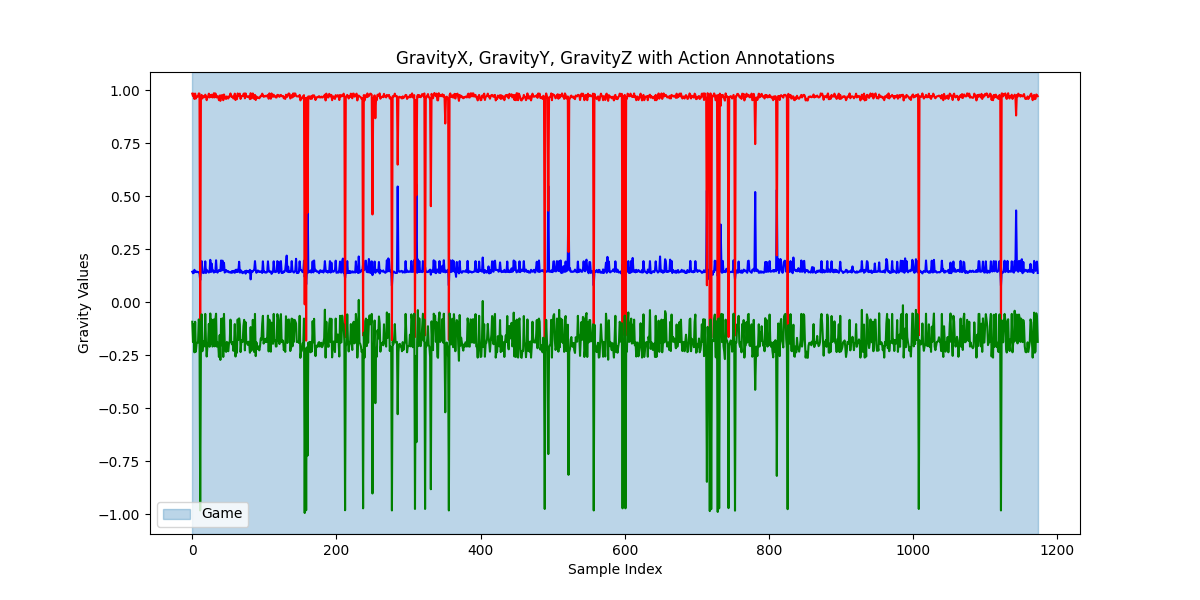 GravityX, GravityY, GravityZ with Action Annotations
1.00
0.75
0.50
0.25
0.00
−0.25
−0.50
−0.75
−1.00
Gravity Values
Game
0 200 400 600 800 1000 1200
Sample Index